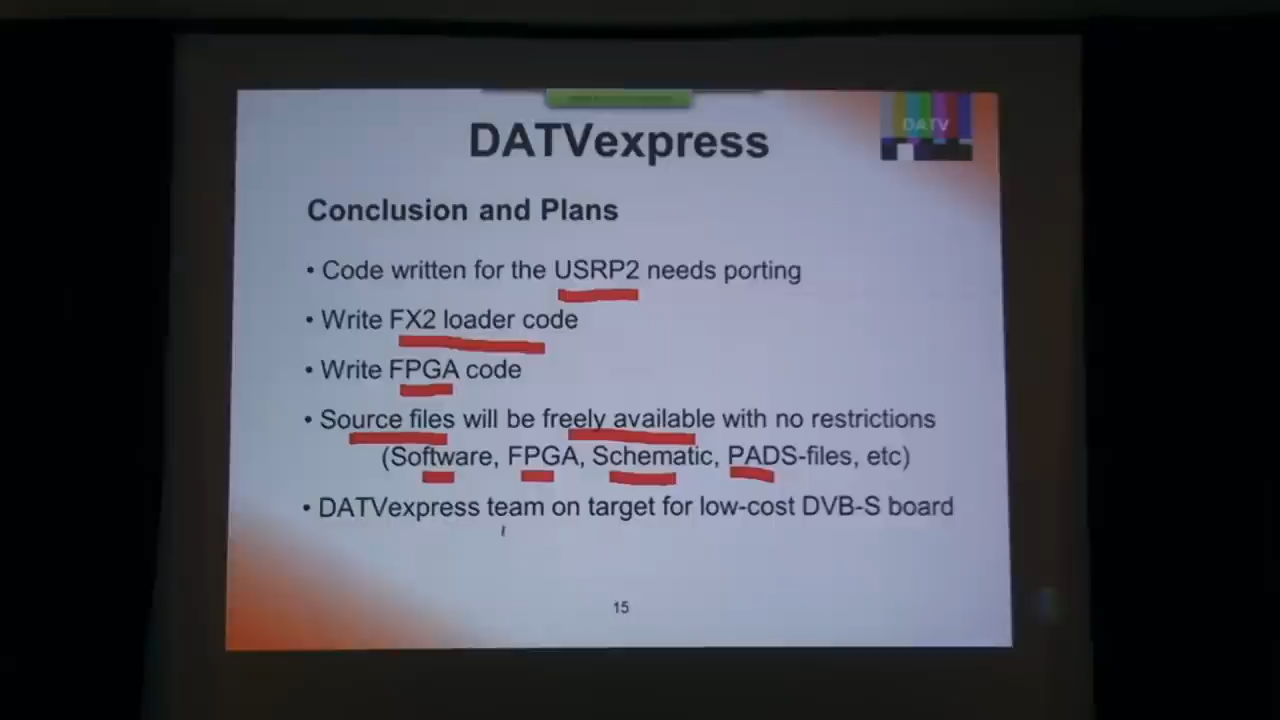 DATV
DATVexpress
Conclusion and Plans
• Code written for the USRP2 needs porting
• Write FX2 loader code
• Write FPGA code
• Source files will be freely available with no restrictions
(Software, FPGA, Schematic, PADS-files, etc)
• DATVexpress team on target for low-cost DVB-S board
15